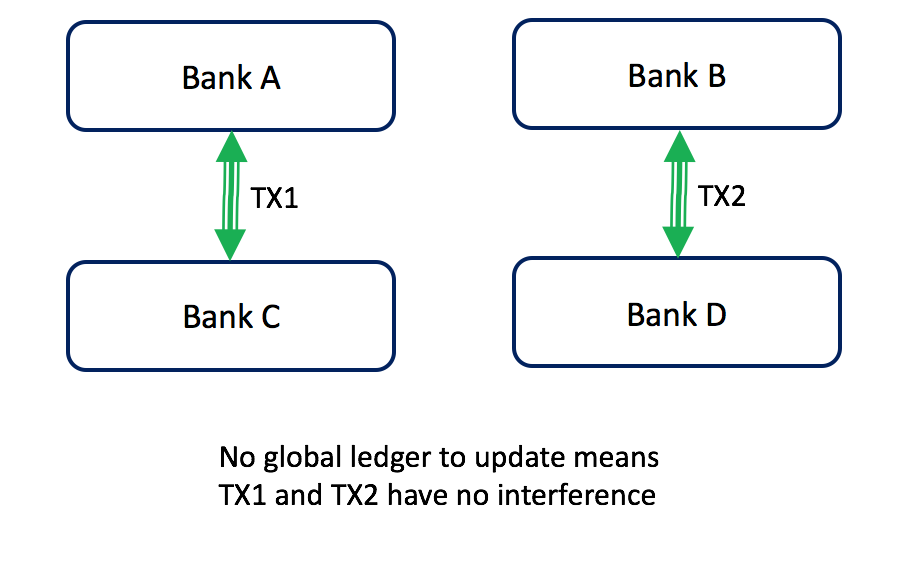 Bank A
Bank B
TX1
TX2
Bank C
Bank D
No global ledger to update means
TX1 and TX2 have no interference